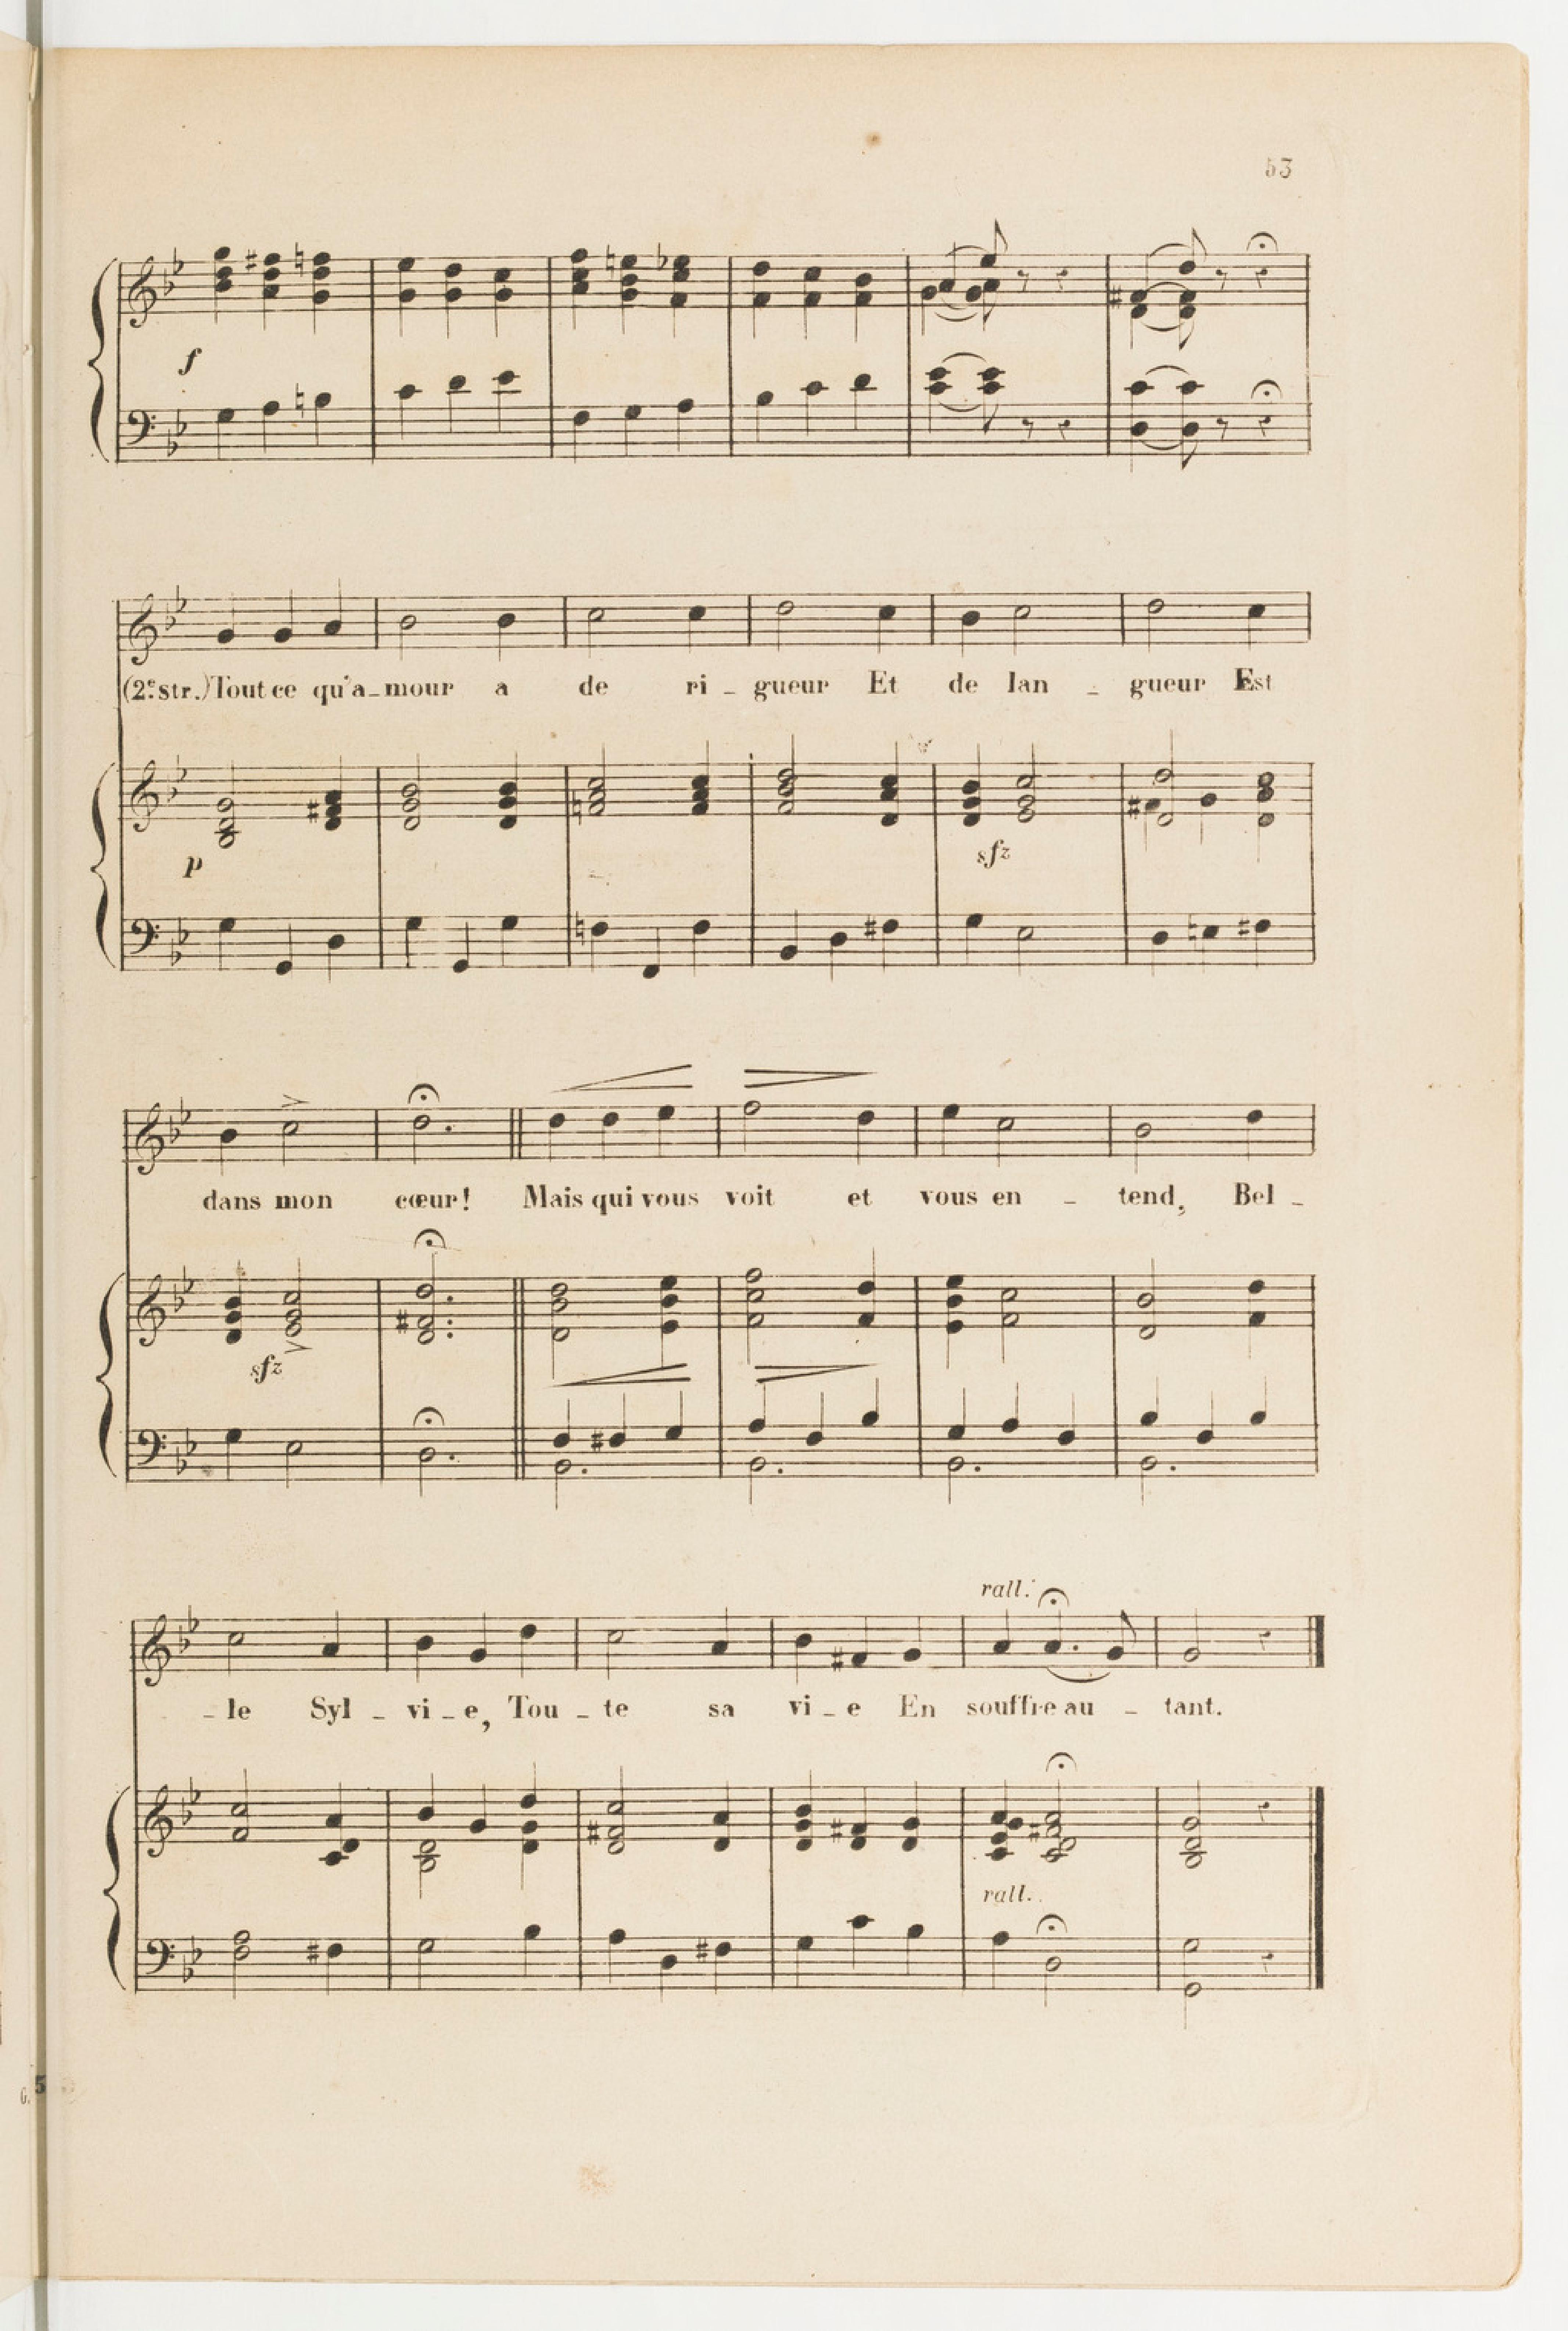 53
f
(2e str.) Tout ce qu'a_mour a de ri_gueur Et de lan_gueur Est
p sfz
dans mon cœur! Mais qui vous voit et vous en_tend, Bel_
sfz
rall.
_le Syl_vi_e, Tou_te sa vi_e En souffre au_tant.
rall.